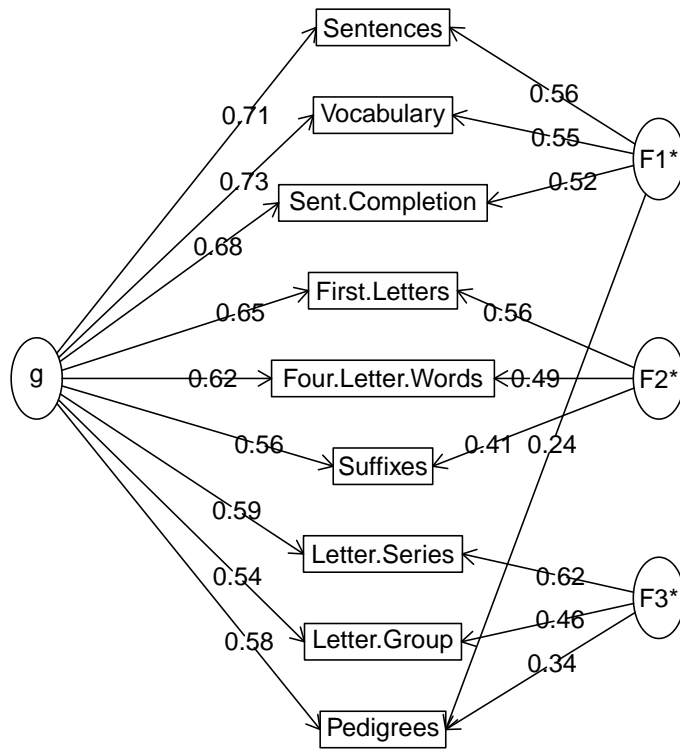 Sentences
0.56
0.71
Vocabulary
0.55
F1*
0.73
0.52
Sent.Completion
0.68
First.Letters
0.65
0.56
g
0.62
Four.Letter.Words
0.49
F2*
0.56
Suffixes
0.41
0.24
0.59
Letter.Series
0.54
0.62
F3*
0.58
Letter.Group
0.46
0.34
Pedigrees